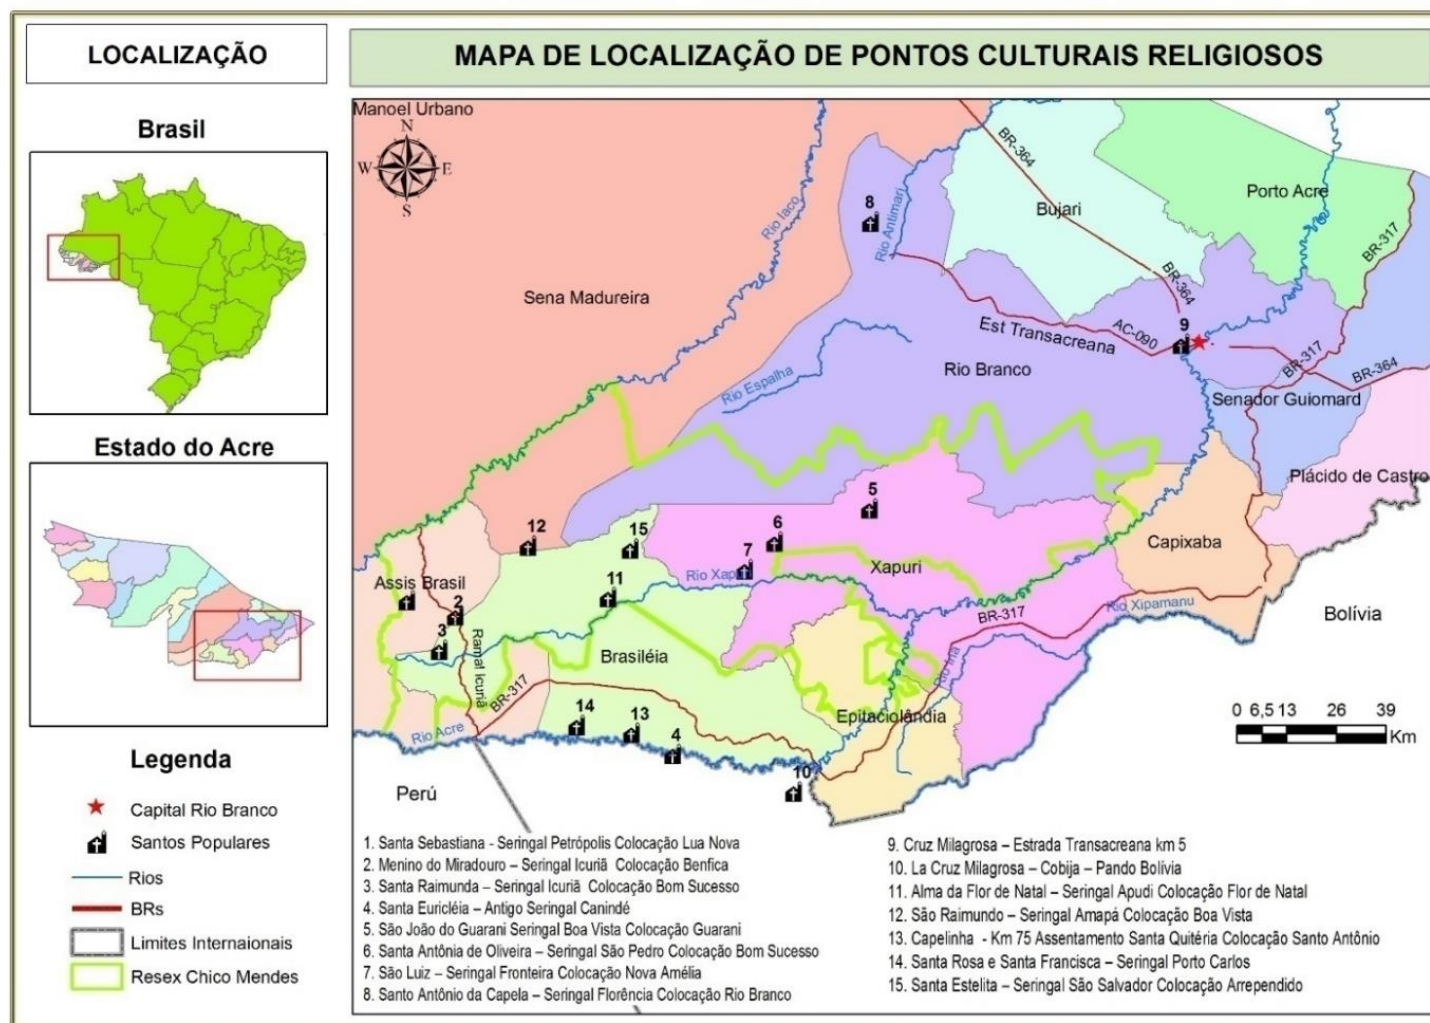 LOCALIZAÇÃO
MAPA DE LOCALIZAÇÃO DE PONTOS CULTURAIS RELIGIOSOS
Brasil
Estado do Acre
Legenda
Capital Rio Branco
Santos Populares
Rios
BRs
Limites Internaionais
Resex Chico Mendes
Manoel Urbano
N
W
E
S
Rio Iaco
8
Rio Antimari
BR-364
Bujari
Porto Acre
BR-317
Sena Madureira
BR-364
Est Transacreana
AC-090
9
Rio Espalha
Rio Branco
BR-317
BR-364
Senador Guiomard
Plácido de Castro
5
12
15
6
7
Capixaba
Assis Brasil
11
Rio Xap
Xapuri
2
3
Ramal Icuriã
Brasiléia
BR-317
Rio Xipamanu
Bolívia
BR-317
Rio Ina
Epitaciolândia
14
13
4
Rio Acre
10
Perú
0 6,5 13 26 39
Km
1. Santa Sebastiana - Seringal Petrópolis Colocação Lua Nova
2. Menino do Miradouro – Seringal Icuriã Colocação Benfica
3. Santa Raimunda – Seringal Icuriã Colocação Bom Sucesso
4. Santa Euricléia – Antigo Seringal Canindé
5. São João do Guarani Seringal Boa Vista Colocação Guarani
6. Santa Antônia de Oliveira – Seringal São Pedro Colocação Bom Sucesso
7. São Luiz – Seringal Fronteira Colocação Nova Amélia
8. Santo Antônio da Capela – Seringal Florência Colocação Rio Branco
9. Cruz Milagrosa – Estrada Transacreana km 5
10. La Cruz Milagrosa – Cobija – Pando Bolívia
11. Alma da Flor de Natal – Seringal Apudi Colocação Flor de Natal
12. São Raimundo – Seringal Amapá Colocação Boa Vista
13. Capelinha - Km 75 Assentamento Santa Quitéria Colocação Santo Antônio
14. Santa Rosa e Santa Francisca – Seringal Porto Carlos
15. Santa Estelita – Seringal São Salvador Colocação Arrependido